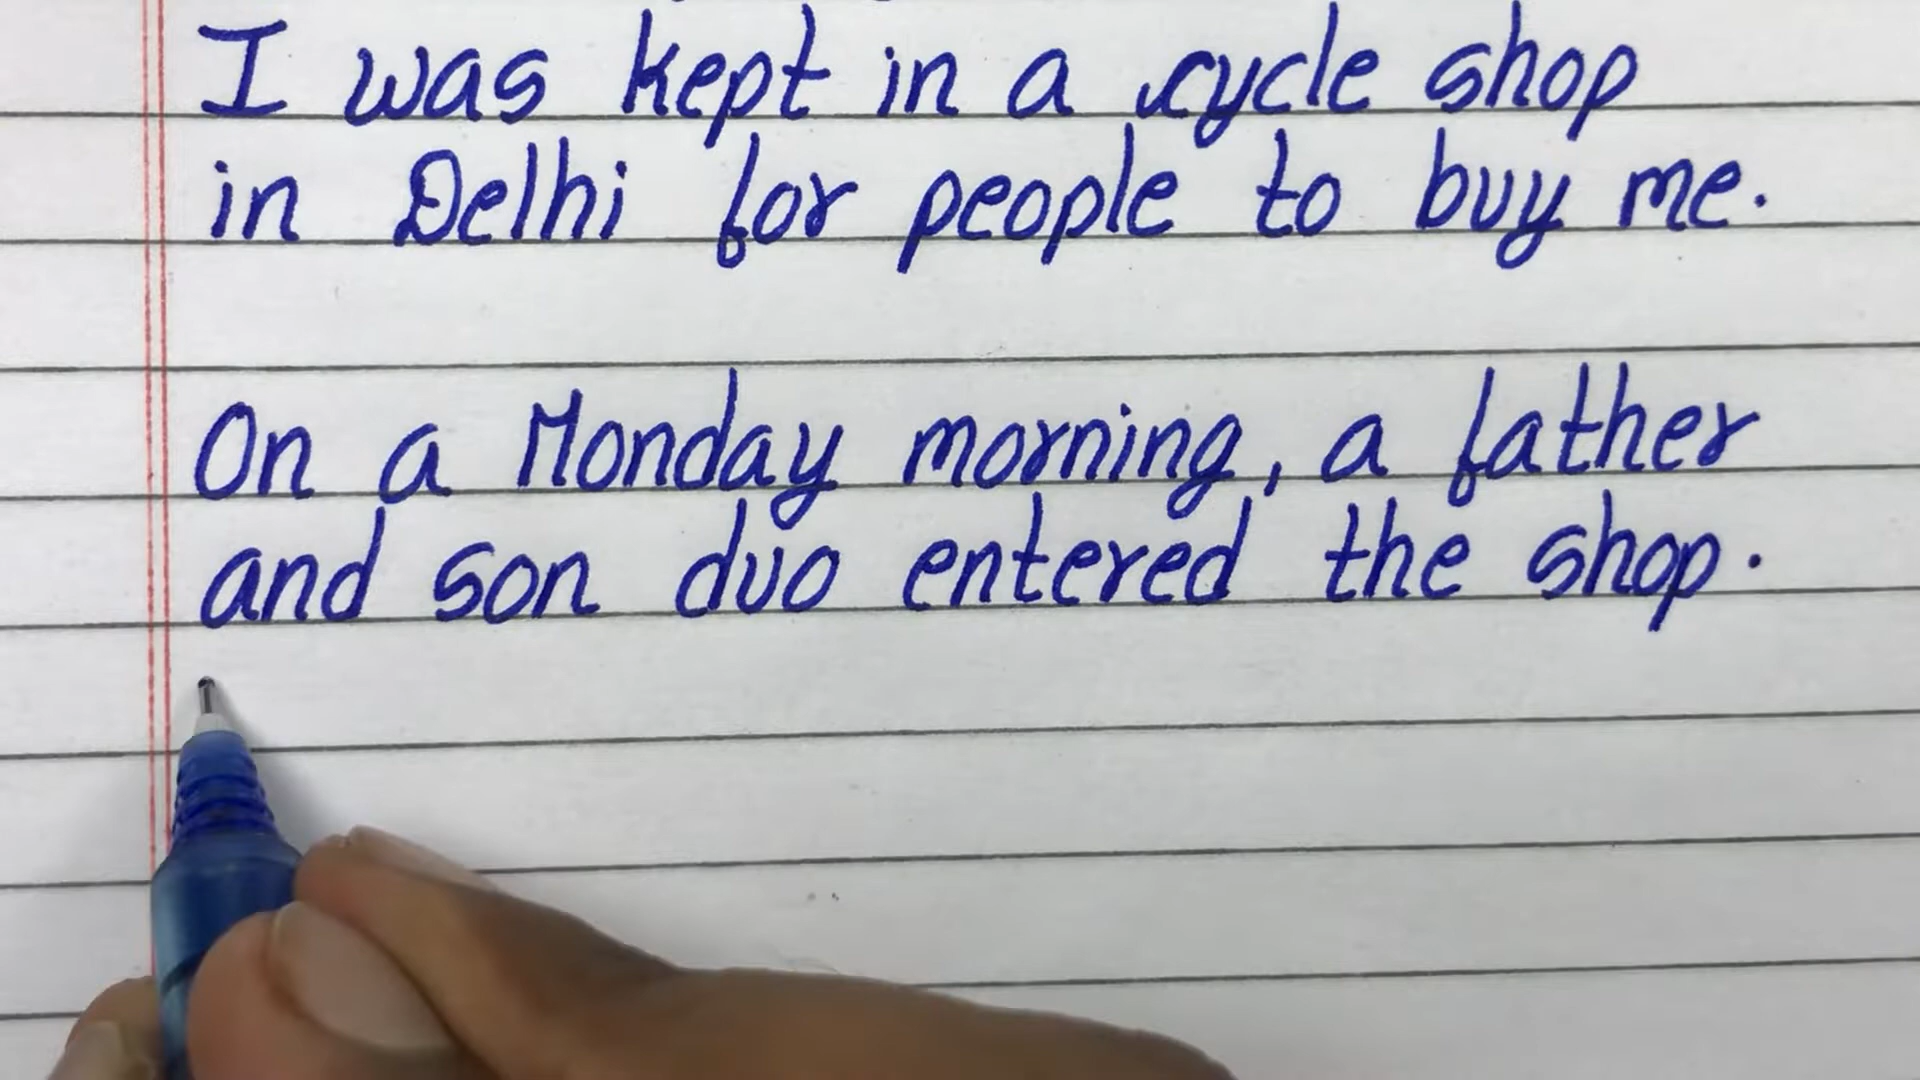 I was kept in a cycle shop
in Delhi for people to buy me.
On a Monday morning, a father
and son duo entered the shop.